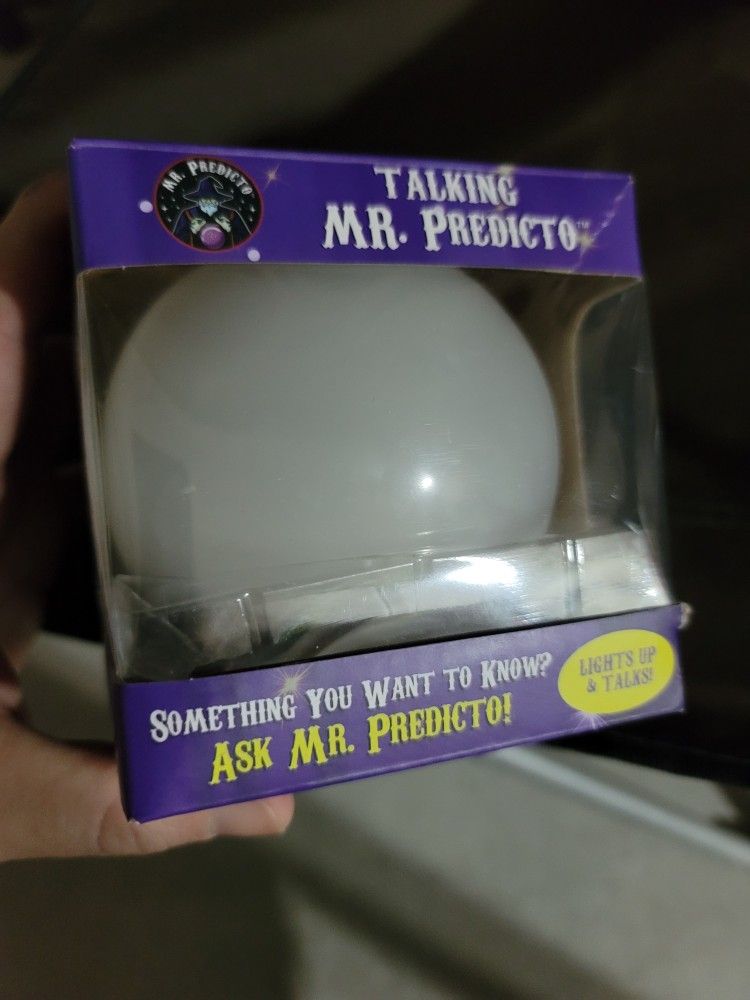 MR. PREDICTO
TALKING
MR. PREDICTO™
SOMETHING YOU WANT TO KNOW?
ASK MR. PREDICTO!
LIGHTS UP
& TALKS!